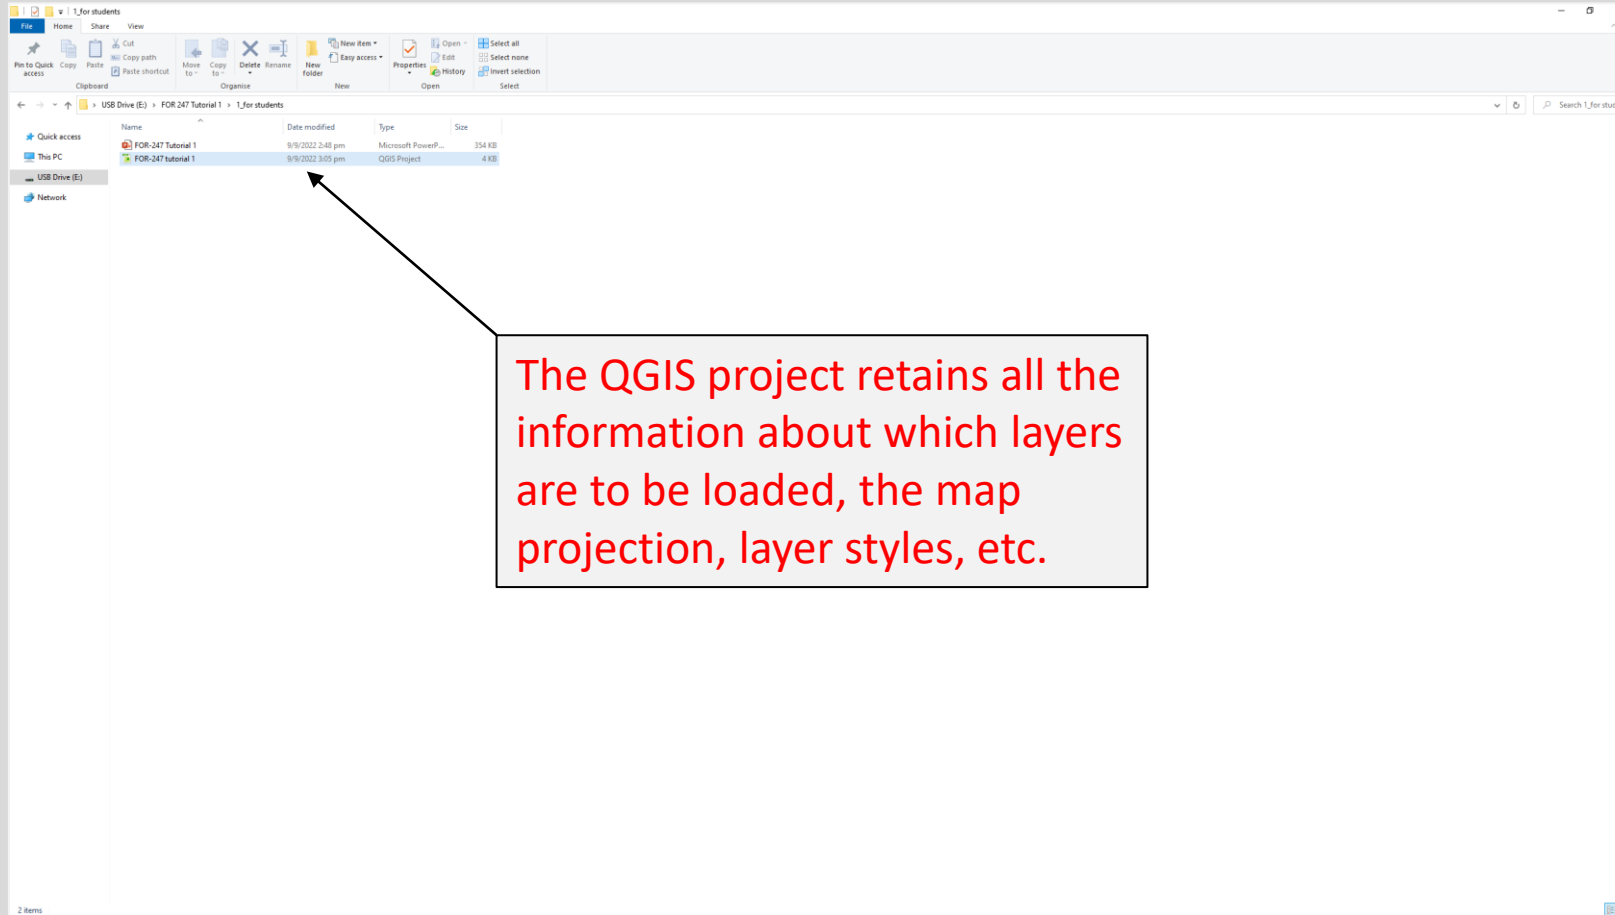 1_for students
File Home Share View
Pin to Quick access
Copy
Paste
Cut
Copy path
Paste shortcut
Clipboard
Move to
Copy to
Delete
Rename
Organise
New folder
New item
Easy access
New
Properties
Open
Edit
History
Open
Select all
Select none
Invert selection
Select
USB Drive (E:) > FOR 247 Tutorial 1 > 1_for students
Search 1_for stud
Quick access
This PC
USB Drive (E:)
Network
Name Date modified Type Size
FOR-247 Tutorial 1 9/9/2022 2:48 pm Microsoft PowerP... 354 KB
FOR-247 tutorial 1 9/9/2022 3:05 pm QGIS Project 4 KB
The QGIS project retains all the
information about which layers
are to be loaded, the map
projection, layer styles, etc.
2 items